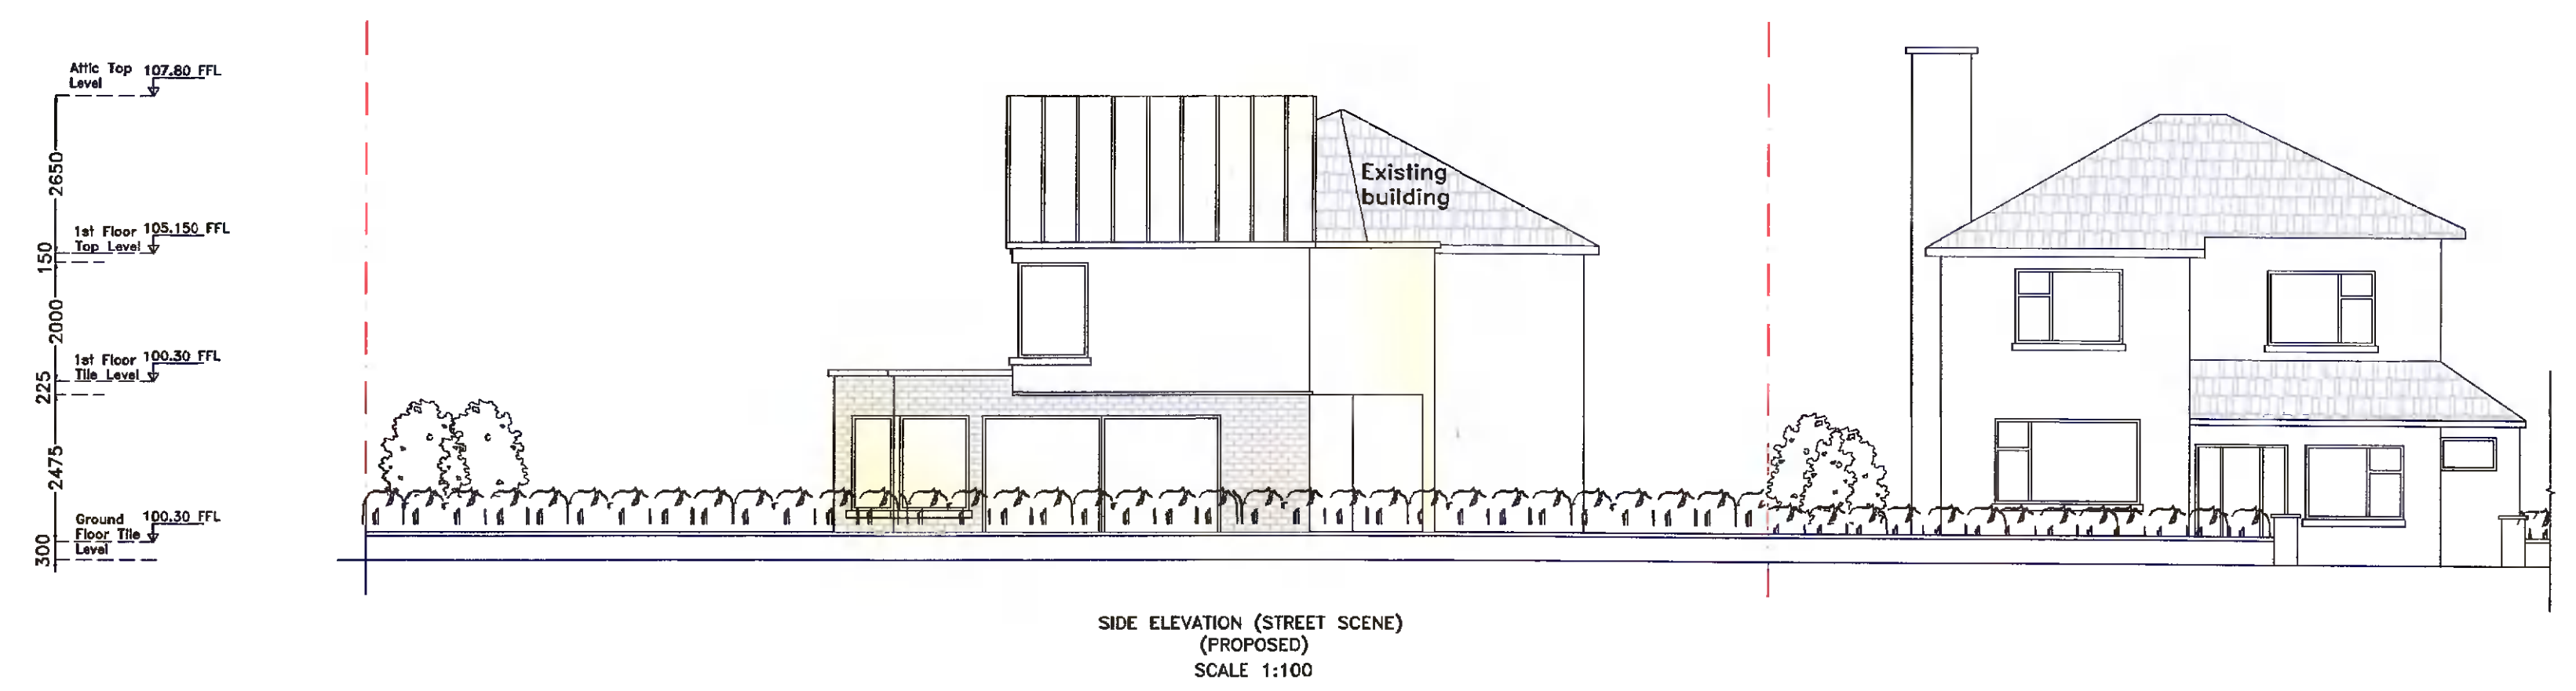 Attic Top 107.80 FFL
Level
2650
1st Floor 105.150 FFL
Top Level
150
2000
1st Floor 100.30 FFL
Tile Level
225
2475
Ground 100.30 FFL
Floor Tile
Level
300
Existing
building
SIDE ELEVATION (STREET SCENE)
(PROPOSED)
SCALE 1:100